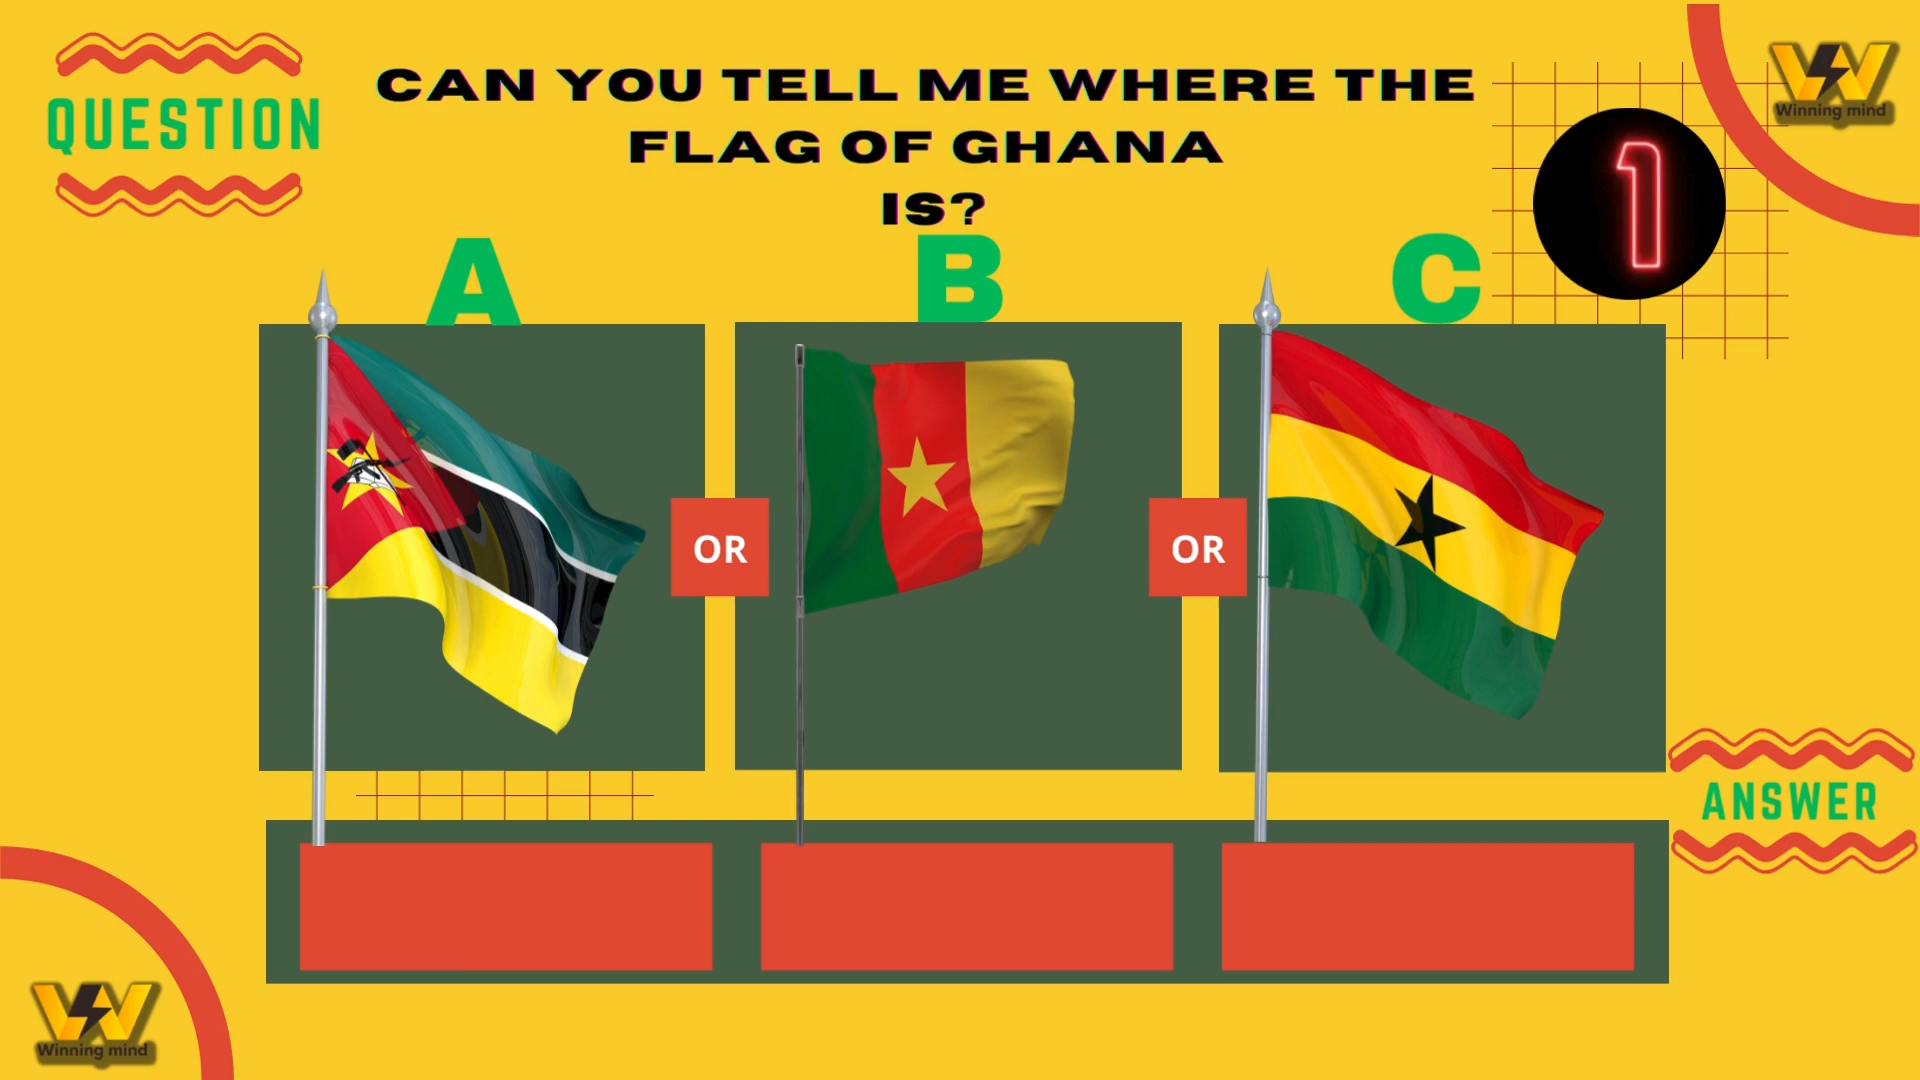 QUESTION
CAN YOU TELL ME WHERE THE
FLAG OF GHANA
IS?
1
Winning mind
A
B
C
OR
OR
ANSWER
Winning mind